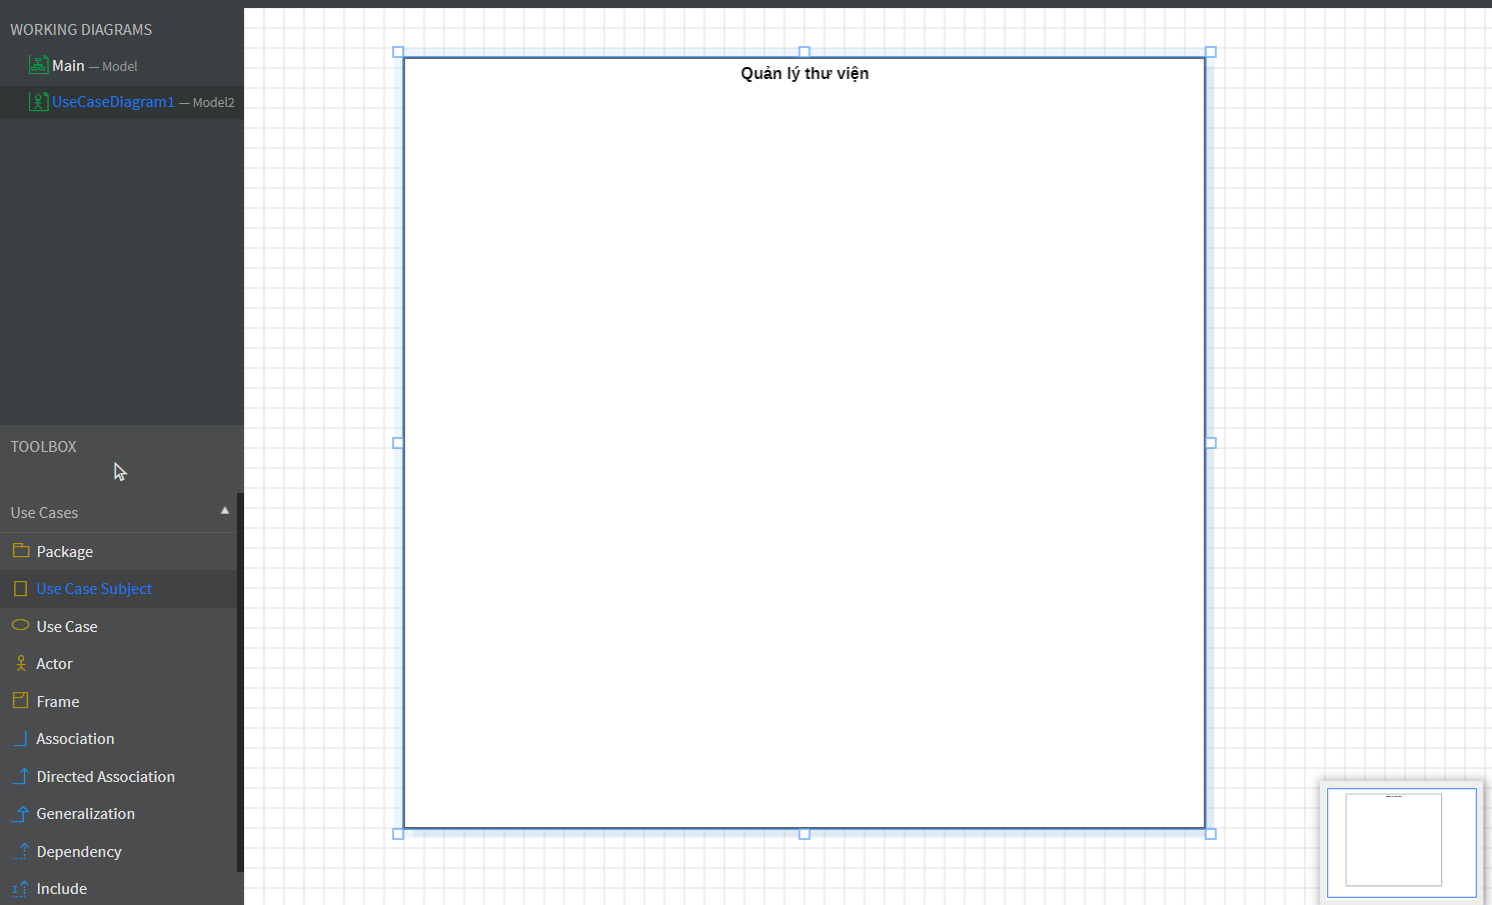 WORKING DIAGRAMS
Main — Model
UseCaseDiagram1 — Model2
TOOLBOX
Use Cases
Package
Use Case Subject
Use Case
Actor
Frame
Association
Directed Association
Generalization
Dependency
Include
Quản lý thư viện